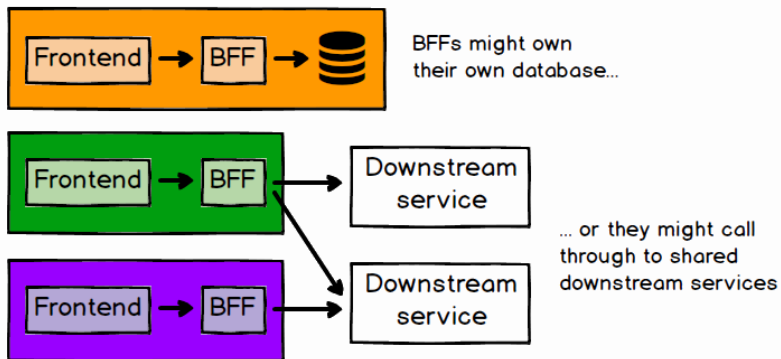 Frontend
BFF
BFFs might own
their own database...
Frontend
BFF
Downstream
service
... or they might call
through to shared
downstream services
Frontend
BFF
Downstream
service